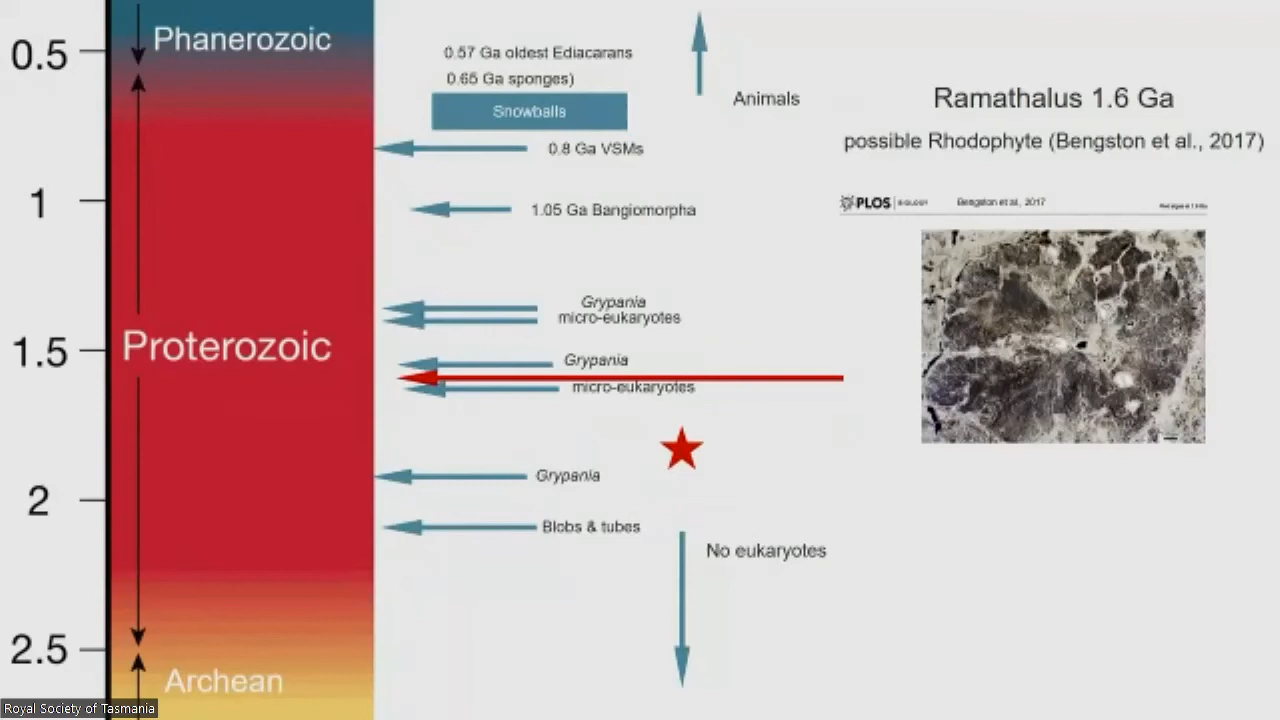 0.5
1
1.5
2
2.5
Phanerozoic
Proterozoic
Archean
0.57 Ga oldest Ediacarans
0.65 Ga sponges)
Snowballs
0.8 Ga VSMs
1.05 Ga Bangiomorpha
Grypania
micro-eukaryotes
Grypania
micro-eukaryotes
Grypania
Blobs & tubes
Animals
No eukaryotes
Ramathalus 1.6 Ga
possible Rhodophyte (Bengston et al., 2017)
PLOS BIOLOGY Bengston et al., 2017
Royal Society of Tasmania